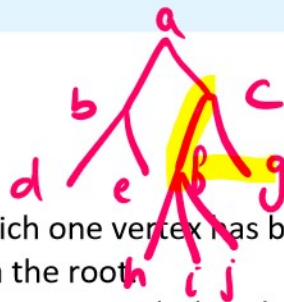 a
b c
d e f g
ich one vertex has b
h the root
h i j